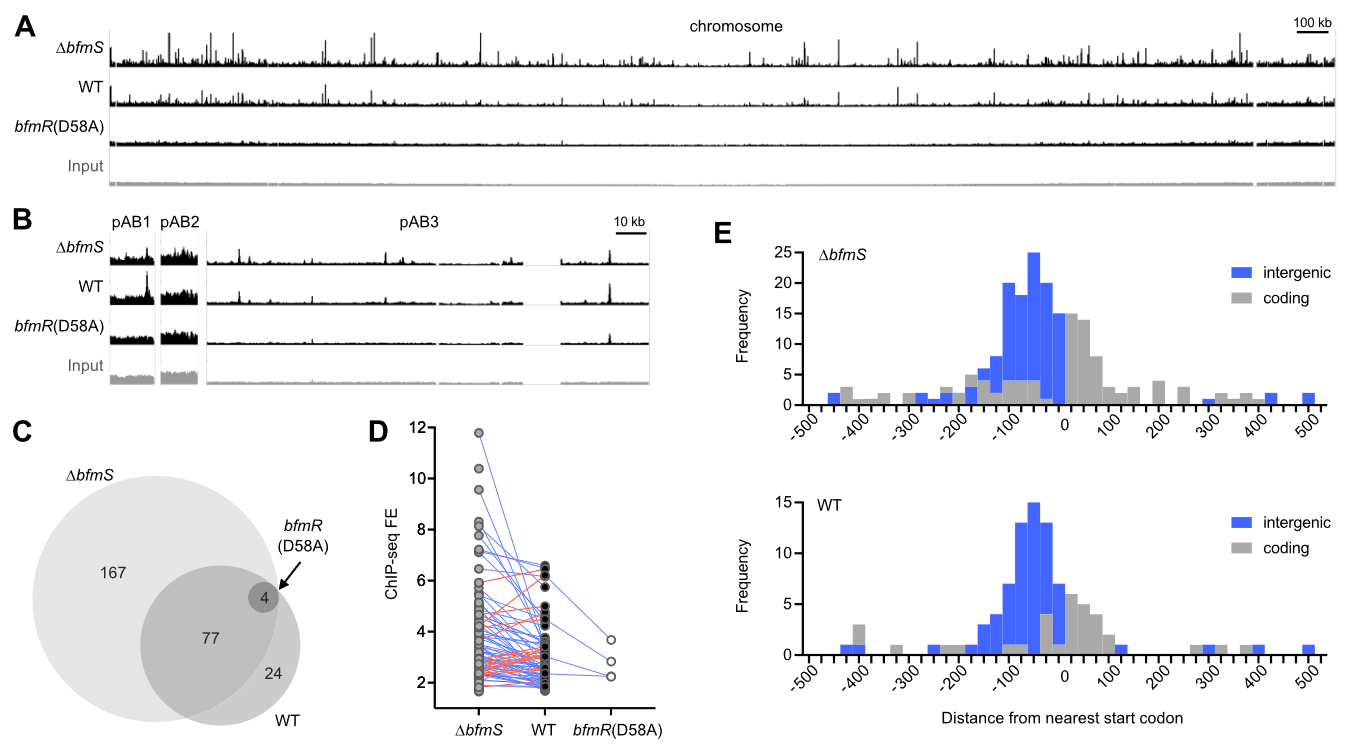 A
chromosome
100 kb
ΔbfmS
WT
bfmR(D58A)
Input
B
pAB1 pAB2 pAB3
10 kb
ΔbfmS
WT
bfmR(D58A)
Input
C
ΔbfmS
bfmR
(D58A)
167
4
77
24
WT
D
12
10
8
6
4
2
ChIP-seq FE
ΔbfmS WT bfmR(D58A)
E
ΔbfmS
25
20
15
10
5
0
Frequency
intergenic
coding
-500 -400 -300 -200 -100 0 100 200 300 400 500
WT
15
10
5
0
Frequency
intergenic
coding
-500 -400 -300 -200 -100 0 100 200 300 400 500
Distance from nearest start codon